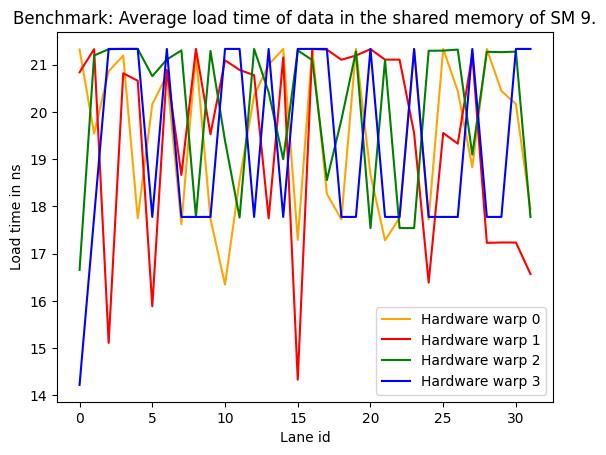 Benchmark: Average load time of data in the shared memory of SM 9.
Load time in ns
21
20
19
18
17
16
15
14
Hardware warp 0
Hardware warp 1
Hardware warp 2
Hardware warp 3
0 5 10 15 20 25 30
Lane id